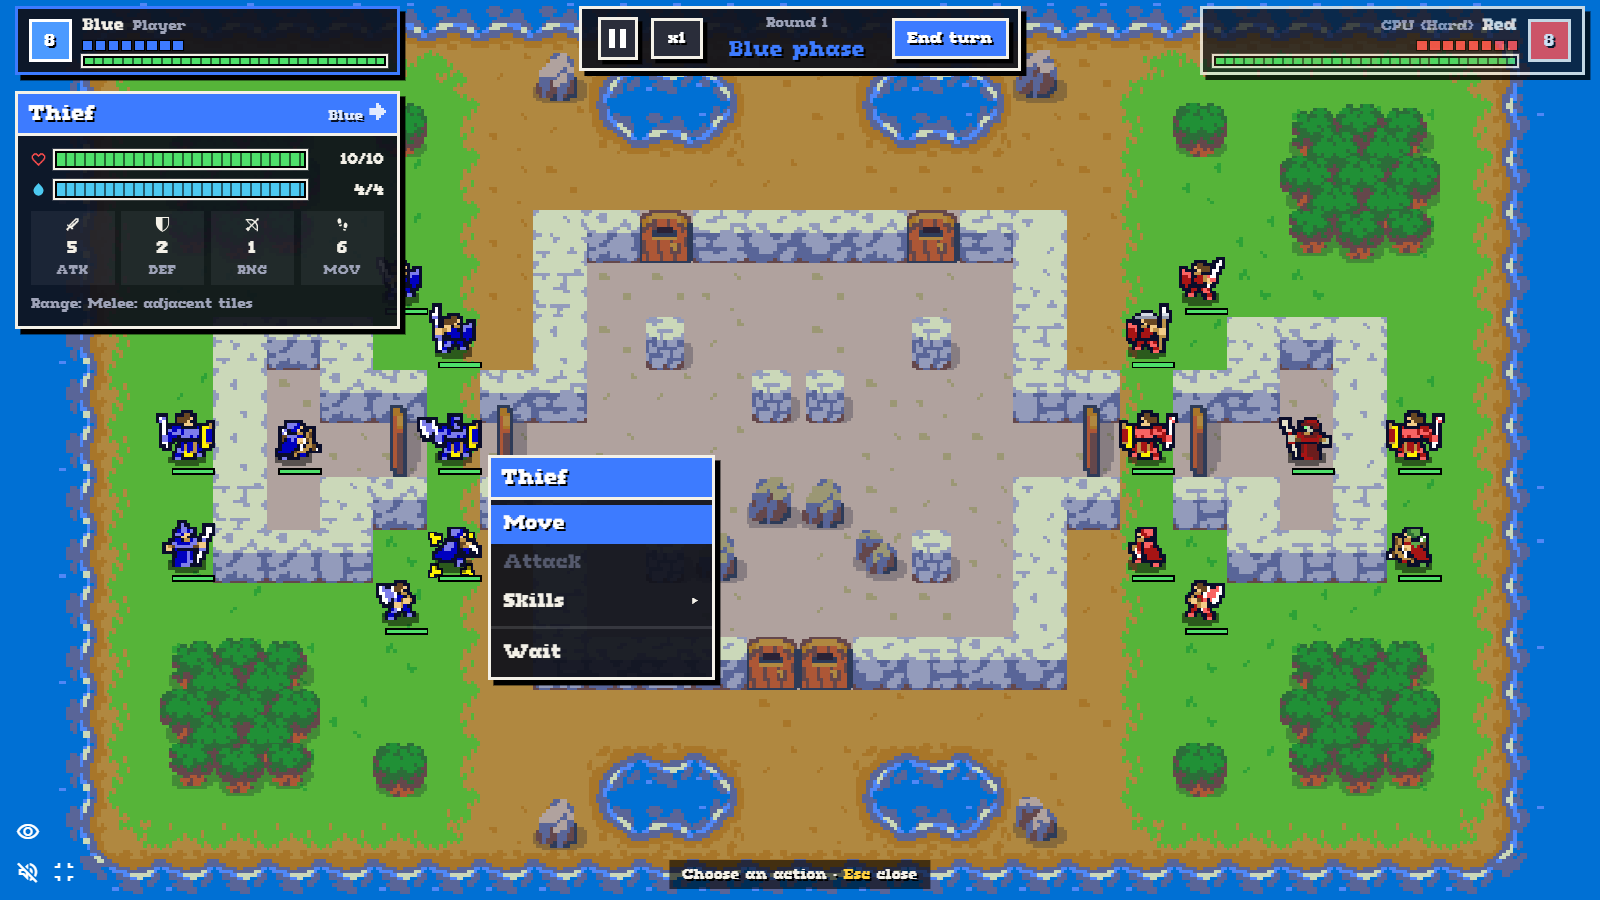 8
Blue Player
x1
Round 1
Blue phase
End turn
CPU (Hard) Red
8
Thief
Blue
10/10
4/4
5
2
1
6
ATK
DEF
RNG
MOV
Range: Melee: adjacent tiles
Thief
Move
Attack
Skills
Wait
Choose an action · Esc close